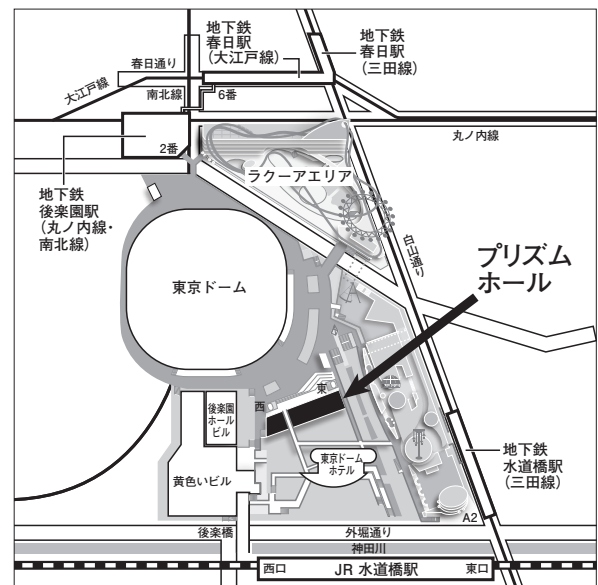 地下鉄
春日駅
（大江戸線）
地下鉄
春日駅
（三田線）
春日通り
大江戸線
南北線
6番
2番
丸ノ内線
地下鉄
後楽園駅
（丸ノ内線・
南北線）
ラクーアエリア
白山通り
プリズム
ホール
東京ドーム
西
東
後楽園
ホール
ビル
黄色いビル
東京ドーム
ホテル
地下鉄
水道橋駅
（三田線）
A2
後楽橋
外堀通り
神田川
西口
JR 水道橋駅
東口